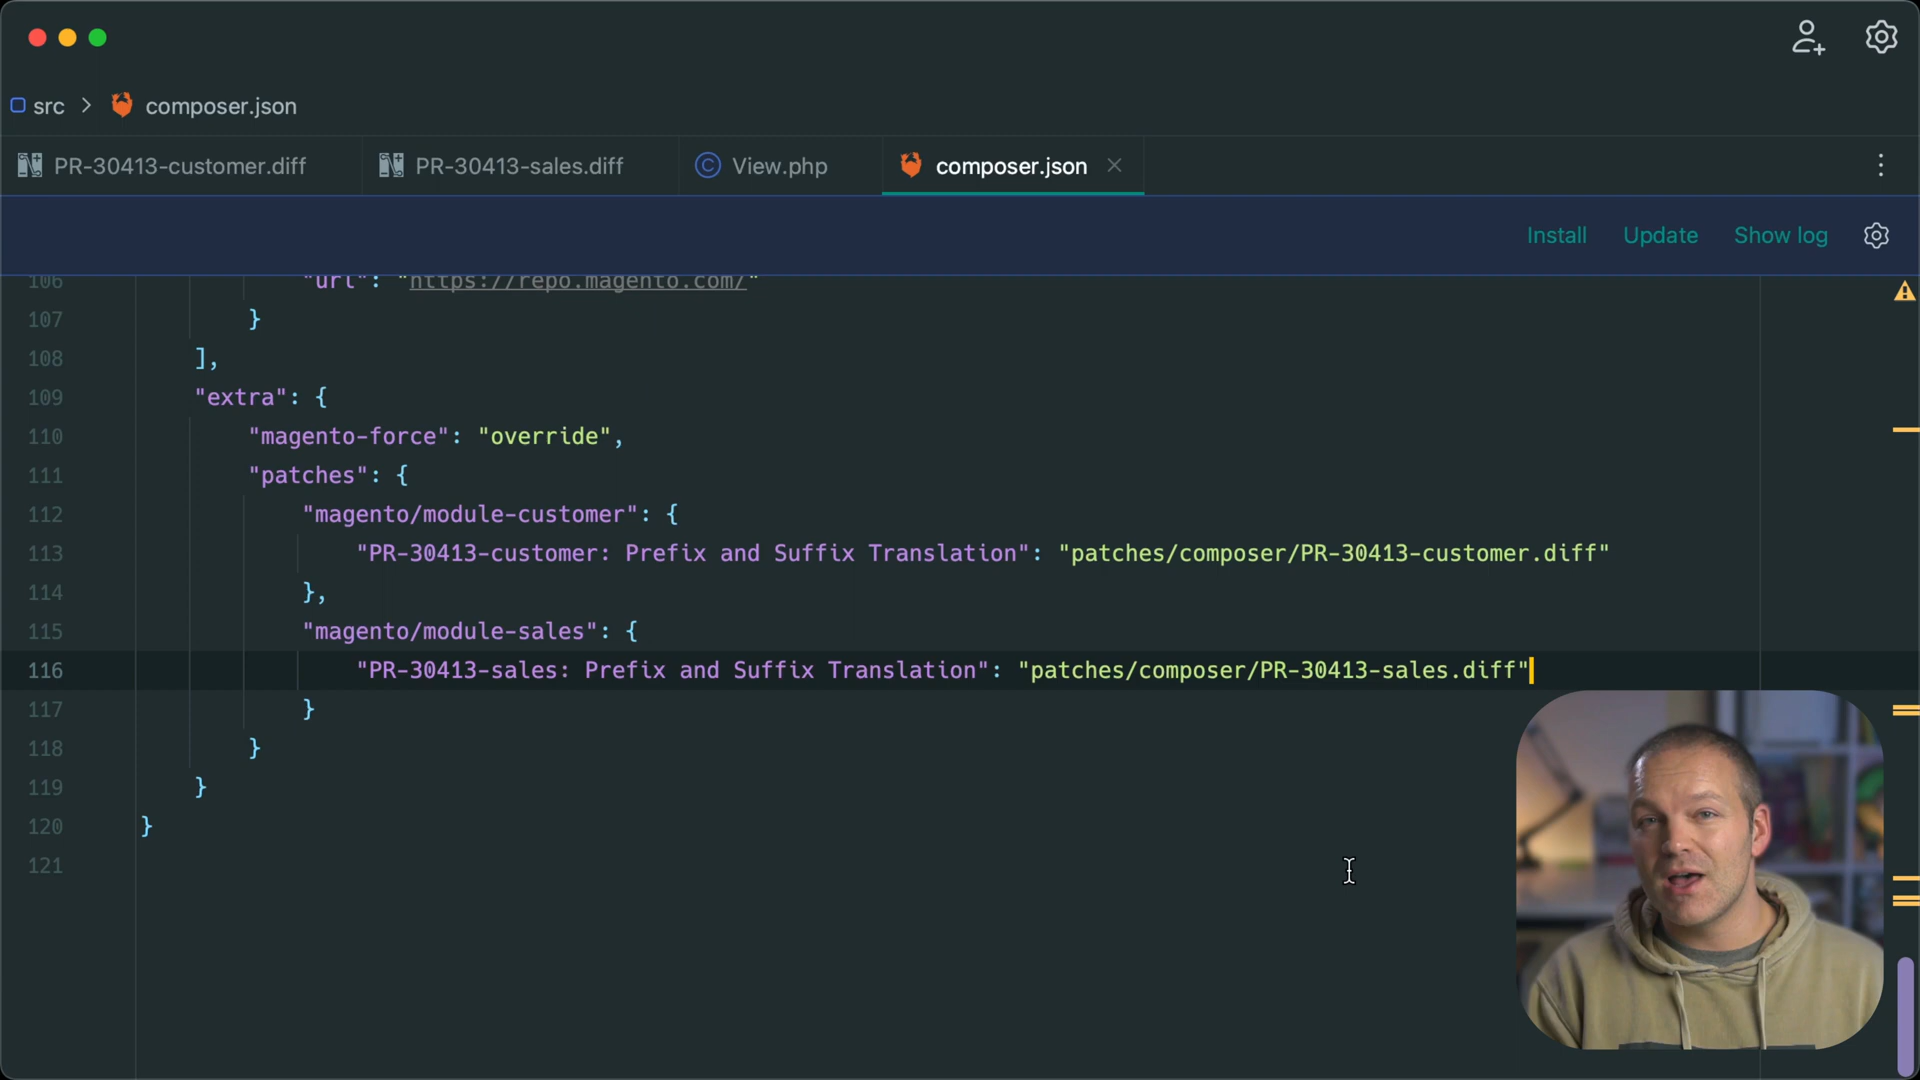 src > composer.json
PR-30413-customer.diff
PR-30413-sales.diff
View.php
composer.json
Install
Update
Show log
106 "url": "https://repo.magento.com/"
107 }
108 ],
109 "extra": {
110 "magento-force": "override",
111 "patches": {
112 "magento/module-customer": {
113 "PR-30413-customer: Prefix and Suffix Translation": "patches/composer/PR-30413-customer.diff"
114 },
115 "magento/module-sales": {
116 "PR-30413-sales: Prefix and Suffix Translation": "patches/composer/PR-30413-sales.diff"
117 }
118 }
119 }
120 }
121